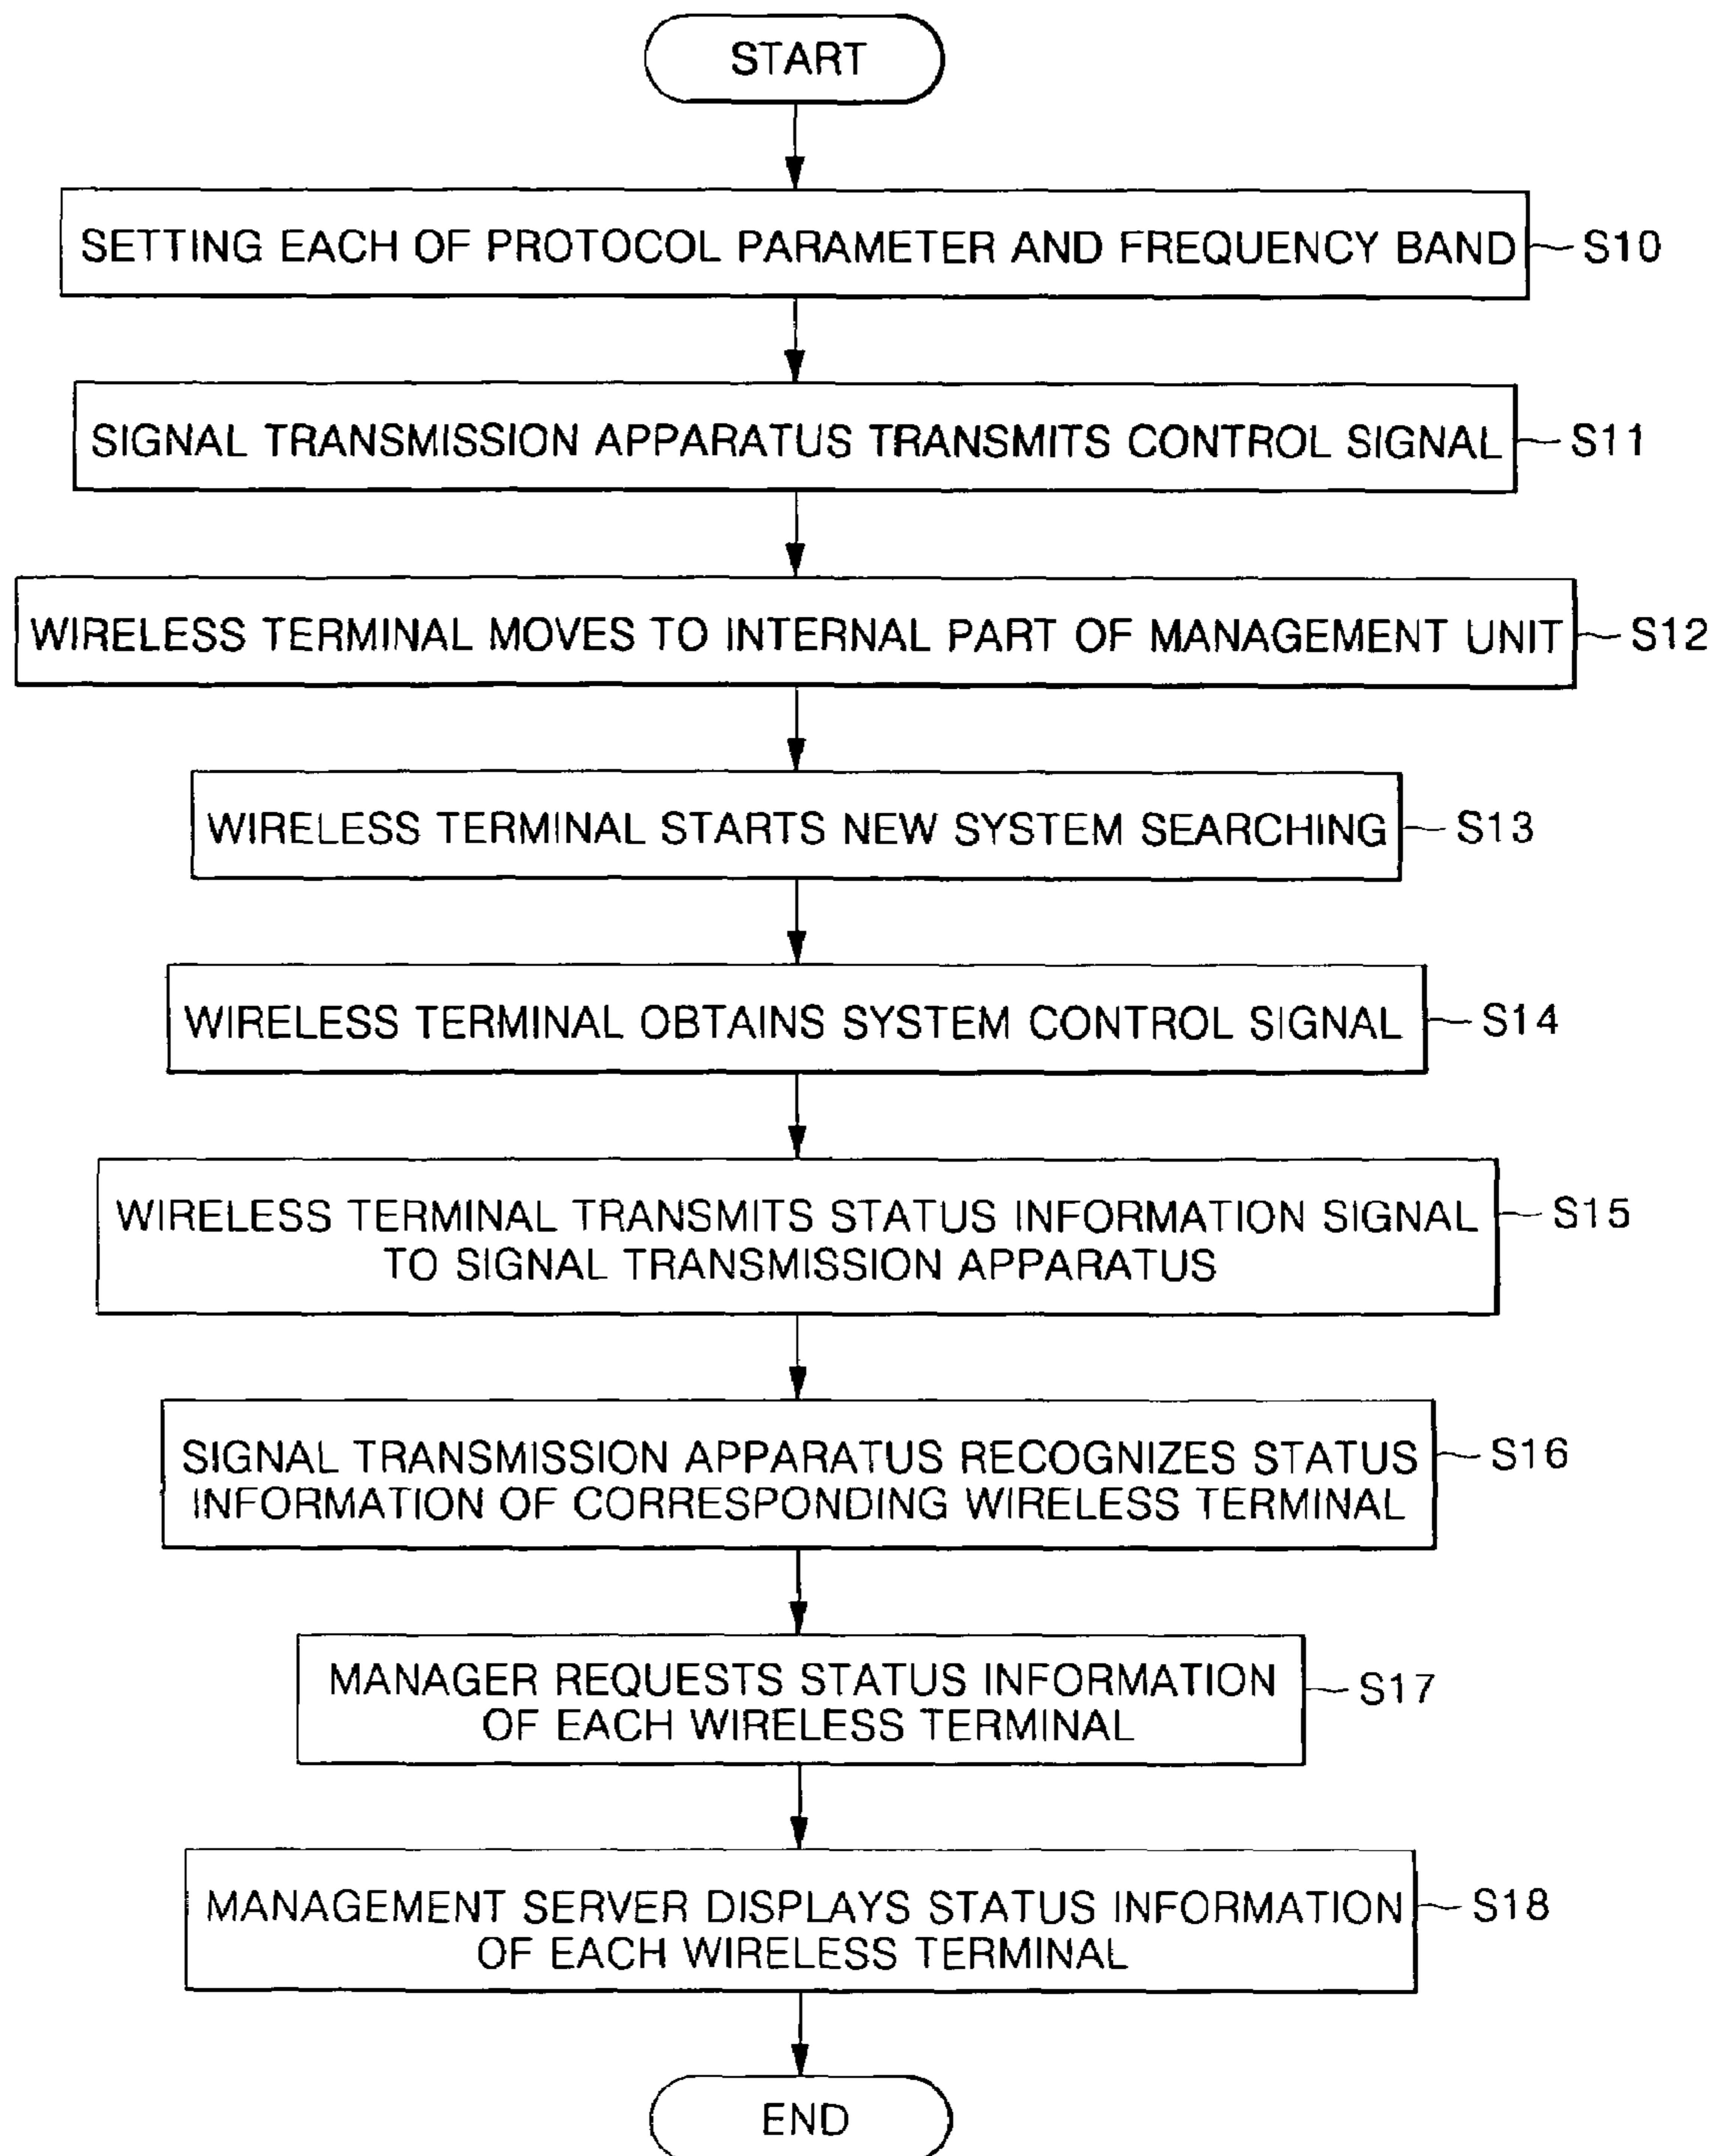 START
SETTING EACH OF PROTOCOL PARAMETER AND FREQUENCY BAND
S10
SIGNAL TRANSMISSION APPARATUS TRANSMITS CONTROL SIGNAL
S11
WIRELESS TERMINAL MOVES TO INTERNAL PART OF MANAGEMENT UNIT
S12
WIRELESS TERMINAL STARTS NEW SYSTEM SEARCHING
S13
WIRELESS TERMINAL OBTAINS SYSTEM CONTROL SIGNAL
S14
WIRELESS TERMINAL TRANSMITS STATUS INFORMATION SIGNAL
TO SIGNAL TRANSMISSION APPARATUS
S15
SIGNAL TRANSMISSION APPARATUS RECOGNIZES STATUS
INFORMATION OF CORRESPONDING WIRELESS TERMINAL
S16
MANAGER REQUESTS STATUS INFORMATION
OF EACH WIRELESS TERMINAL
S17
MANAGEMENT SERVER DISPLAYS STATUS INFORMATION
OF EACH WIRELESS TERMINAL
S18
END